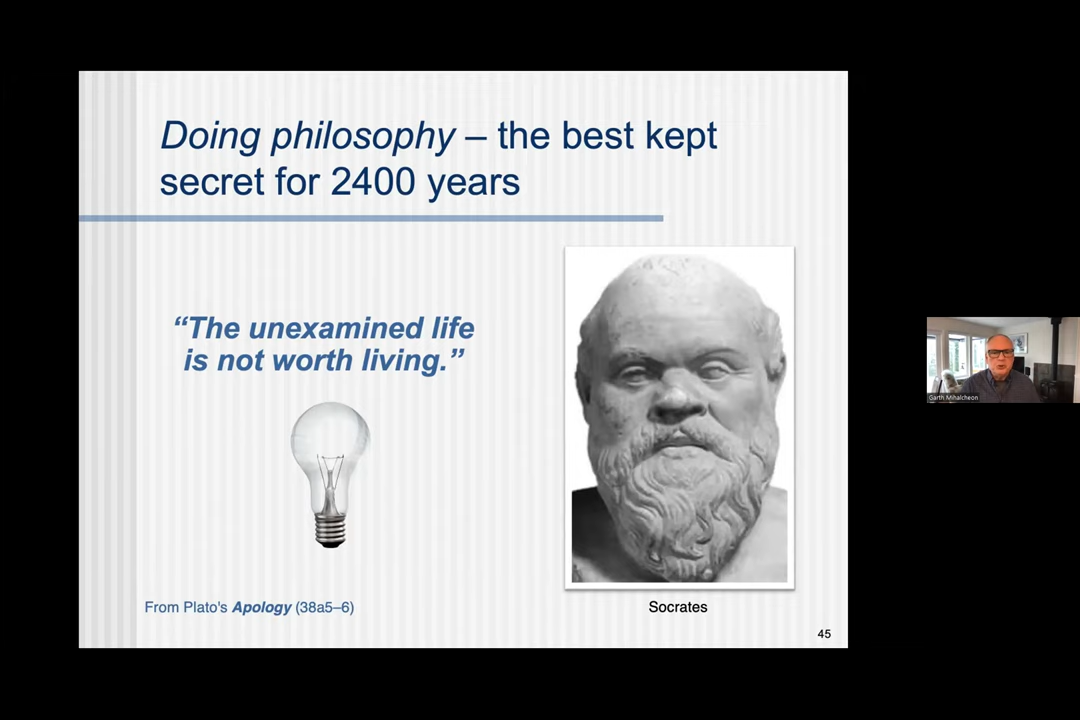 Doing philosophy – the best kept
secret for 2400 years
“The unexamined life
is not worth living.”
From Plato’s Apology (38a5–6)
Socrates
45
Garth Mihalcheon